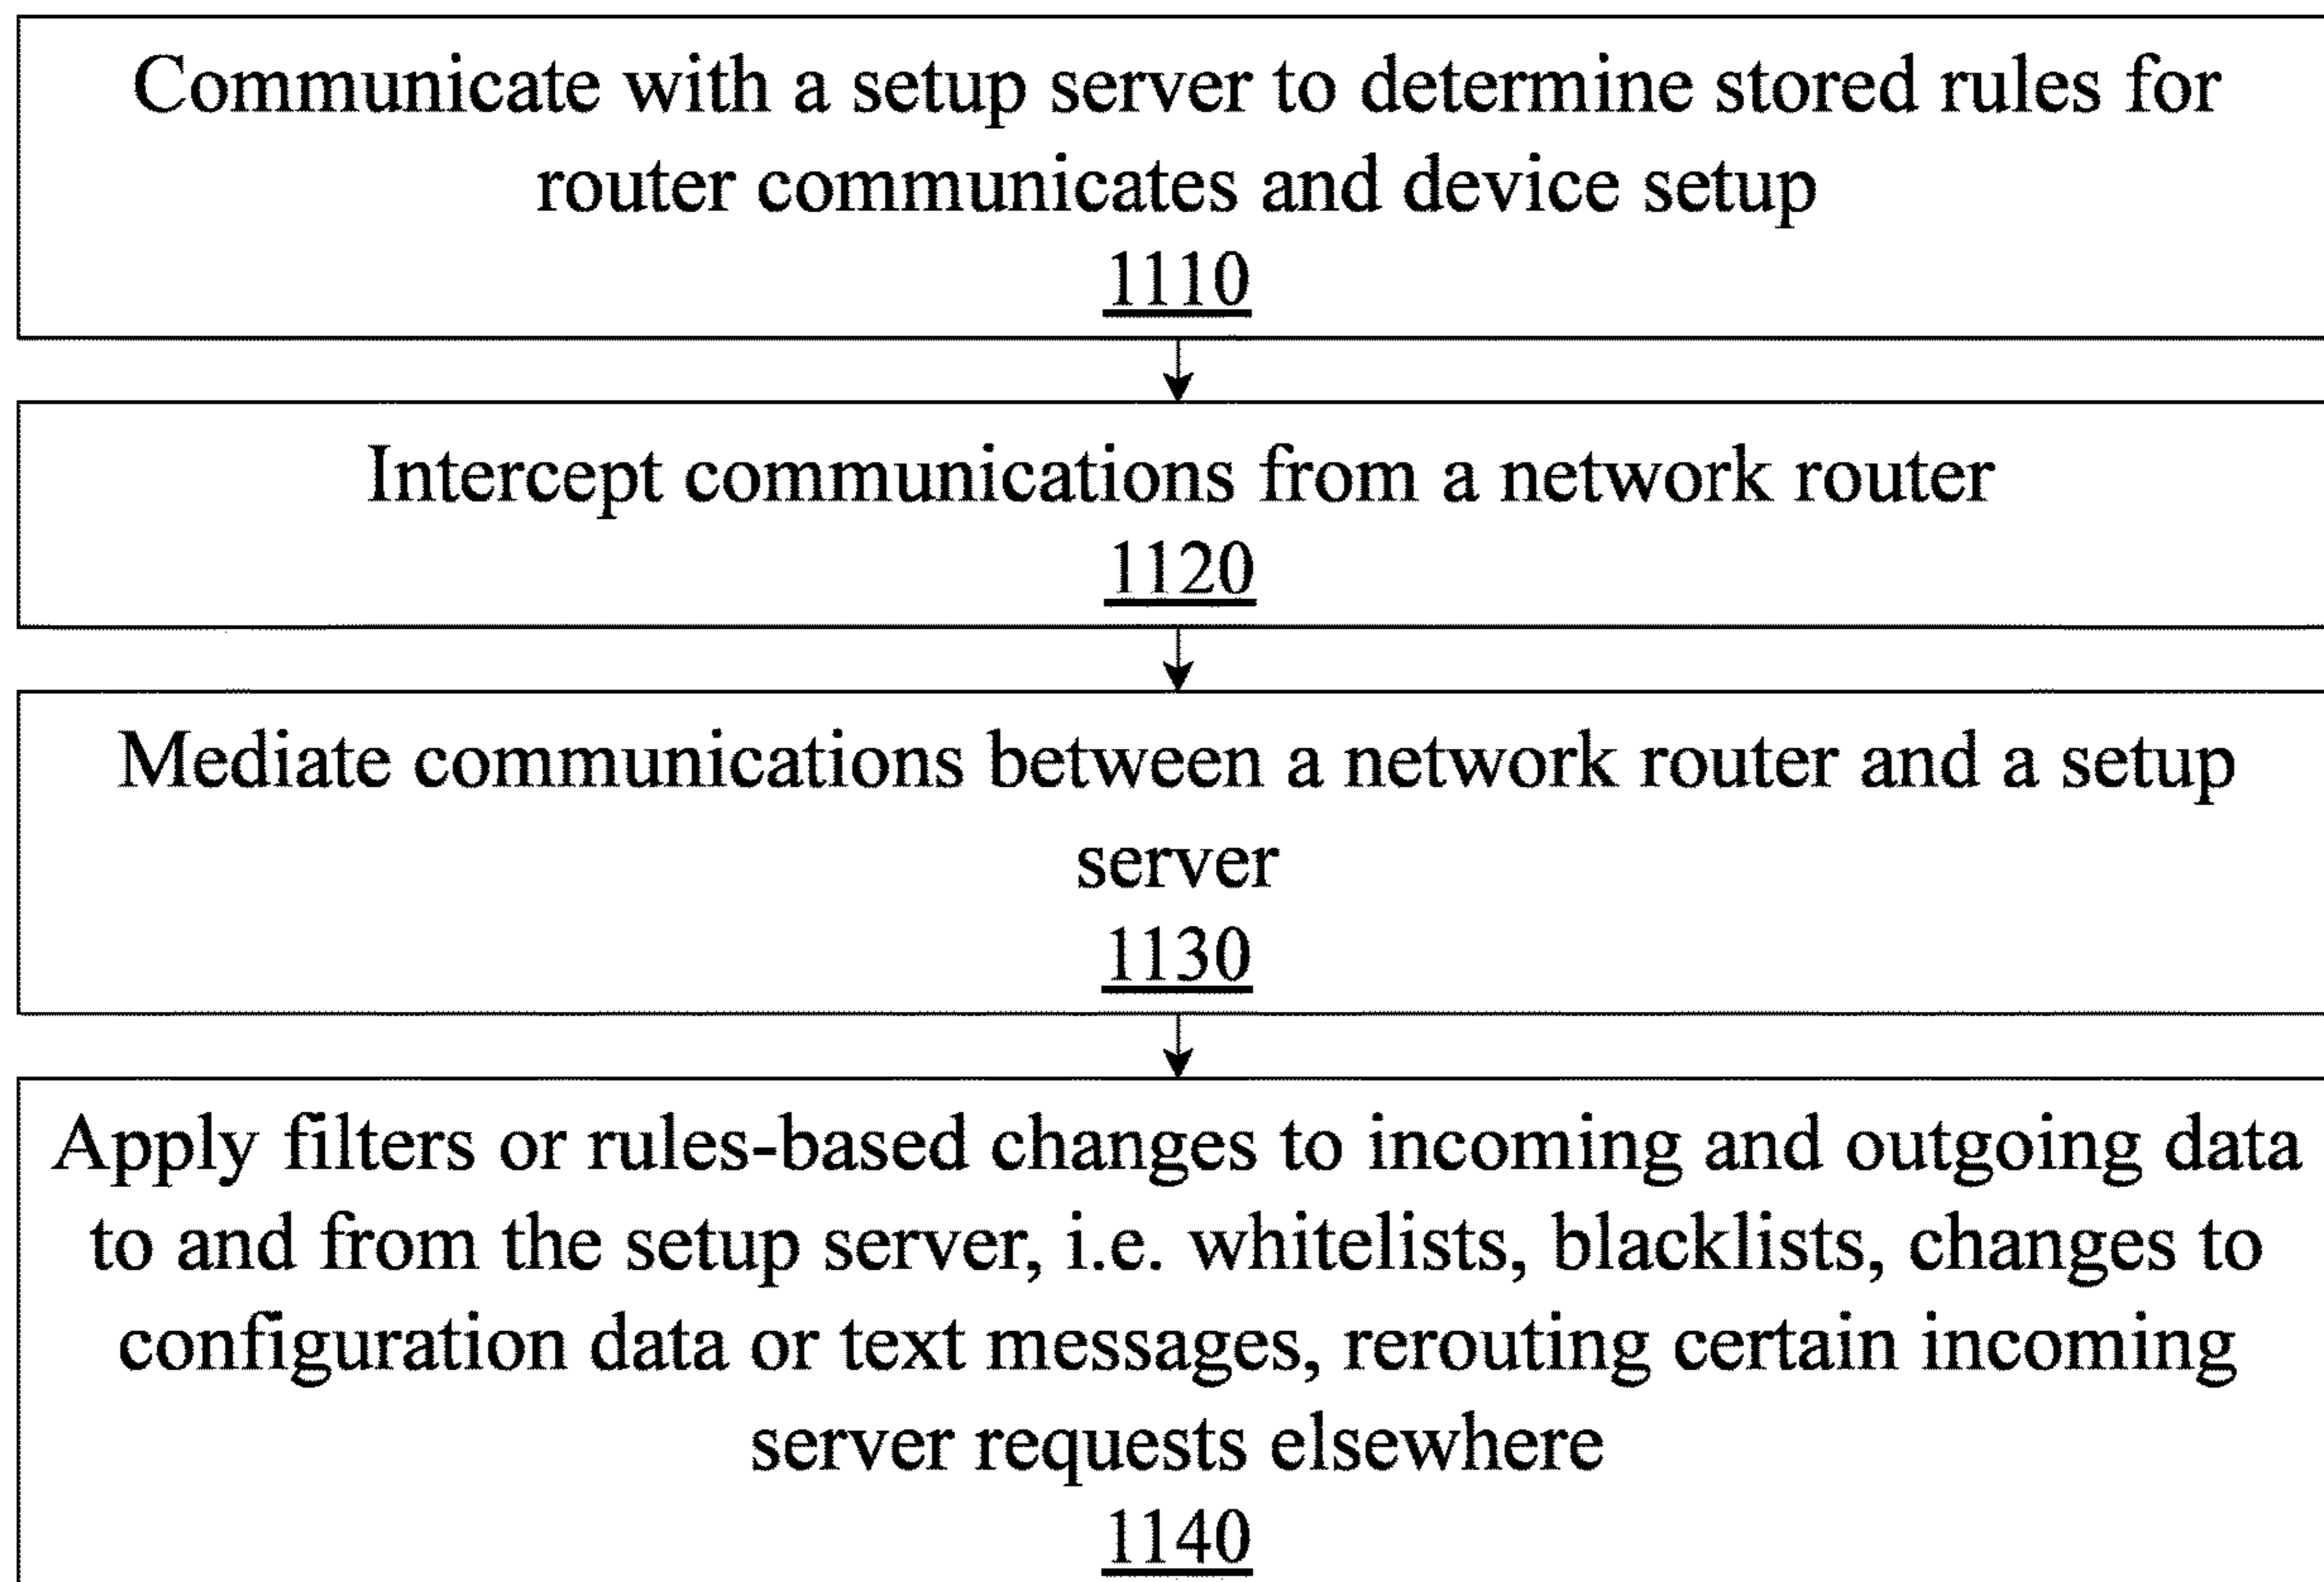 Communicate with a setup server to determine stored rules for
router communicates and device setup
1110
Intercept communications from a network router
1120
Mediate communications between a network router and a setup
server
1130
Apply filters or rules-based changes to incoming and outgoing data
to and from the setup server, i.e. whitelists, blacklists, changes to
configuration data or text messages, rerouting certain incoming
server requests elsewhere
1140